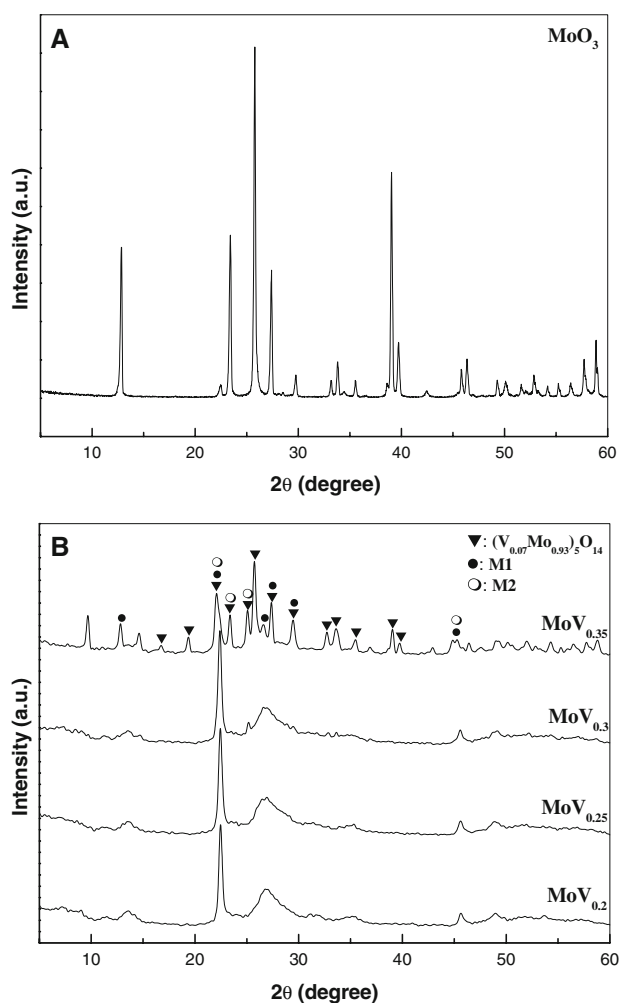 A
MoO₃
Intensity (a.u.)
10 20 30 40 50 60
2θ (degree)
B
▼: (V₀.₀₇Mo₀.₉₃)₅O₁₄
●: M1
○: M2
MoV₀.₃₅
MoV₀.₃
MoV₀.₂₅
MoV₀.₂
Intensity (a.u.)
10 20 30 40 50 60
2θ (degree)